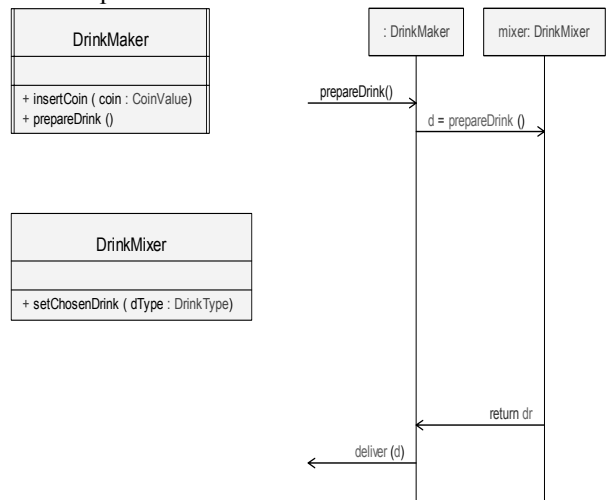 DrinkMaker
+ insertCoin ( coin : CoinValue)
+ prepareDrink ()
DrinkMixer
+ setChosenDrink ( dType : DrinkType)
: DrinkMaker
mixer: DrinkMixer
prepareDrink()
d = prepareDrink ()
return dr
deliver (d)